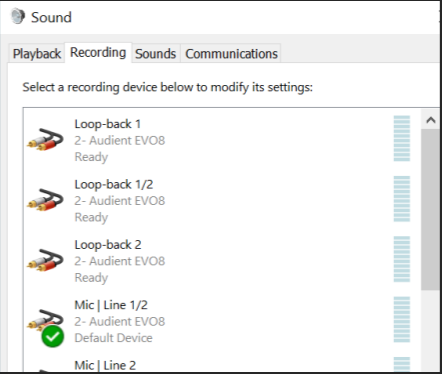 Sound
Playback Recording Sounds Communications
Select a recording device below to modify its settings:
Loop-back 1
2- Audient EVO8
Ready
Loop-back 1/2
2- Audient EVO8
Ready
Loop-back 2
2- Audient EVO8
Ready
Mic | Line 1/2
2- Audient EVO8
Default Device
Mic | Line 2